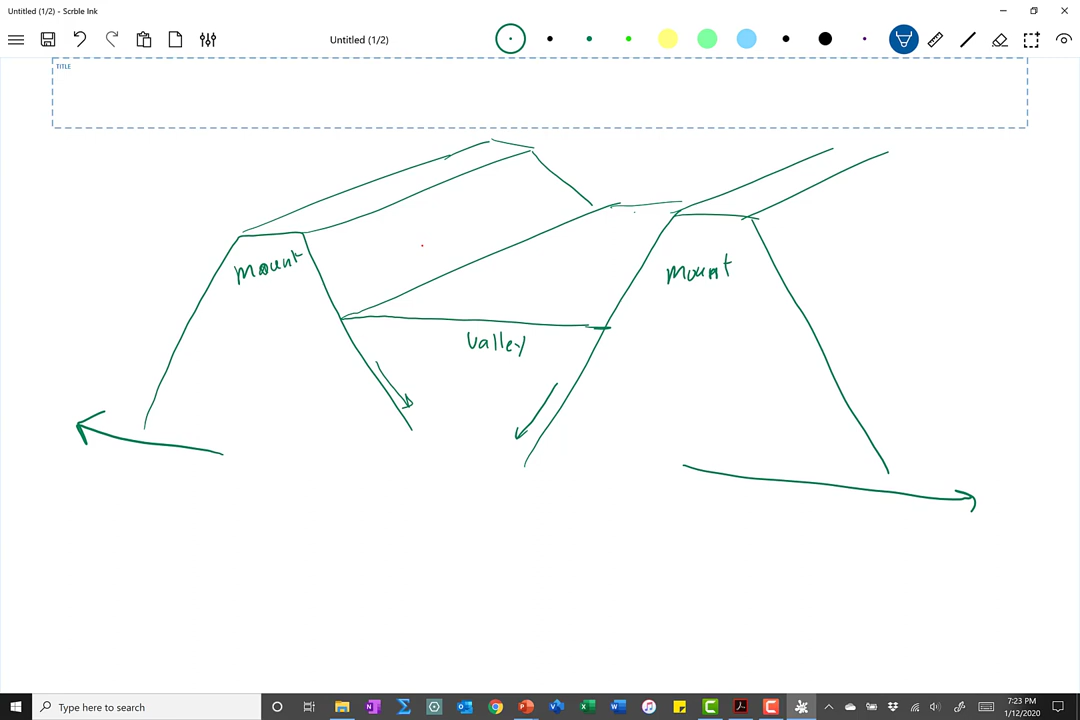 Untitled (1/2) - Scrble Ink
Untitled (1/2)
TITLE
mount
mount
valley
Type here to search
7:23 PM
1/12/2020